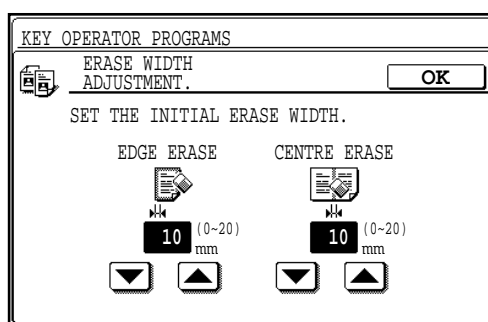 KEY OPERATOR PROGRAMS
ERASE WIDTH
ADJUSTMENT.
OK
SET THE INITIAL ERASE WIDTH.
EDGE ERASE CENTRE ERASE
10 (0~20) mm 10 (0~20) mm